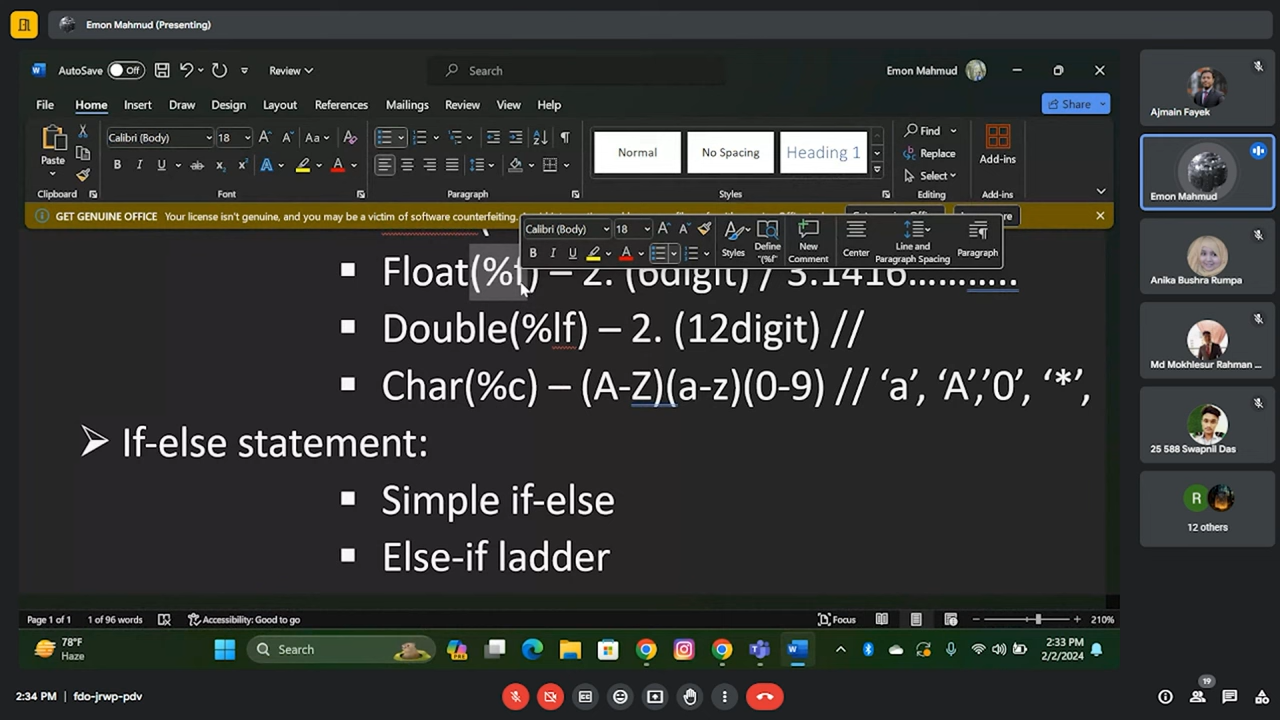 Emon Mahmud (Presenting)
AutoSave Off Review Search Emon Mahmud
File Home Insert Draw Design Layout References Mailings Review View Help Share
Paste
Clipboard
Calibri (Body) 18
Font
Paragraph
Normal No Spacing Heading 1
Styles
Find
Replace
Select
Editing
Add-ins
Add-ins
GET GENUINE OFFICE Your license isn't genuine, and you may be a victim of software counterfeiting.
Calibri (Body) 18
Styles Define "(%f" New Comment Center Line and Paragraph Spacing Paragraph
▪ Float(%f) – 2. (6digit) / 3.1416...........
▪ Double(%lf) – 2. (12digit) //
▪ Char(%c) – (A-Z)(a-z)(0-9) // ‘a’, ‘A’,’0’, ‘*’,
➢ If-else statement:
▪ Simple if-else
▪ Else-if ladder
Page 1 of 1 1 of 96 words Accessibility: Good to go Focus 210%
78°F
Haze
Search
2:33 PM
2/2/2024
Ajmain Fayek
Emon Mahmud
Anika Bushra Rumpa
Md Mokhlesur Rahman ...
25 588 Swapnil Das
R
12 others
2:34 PM | fdo-jrwp-pdv
19